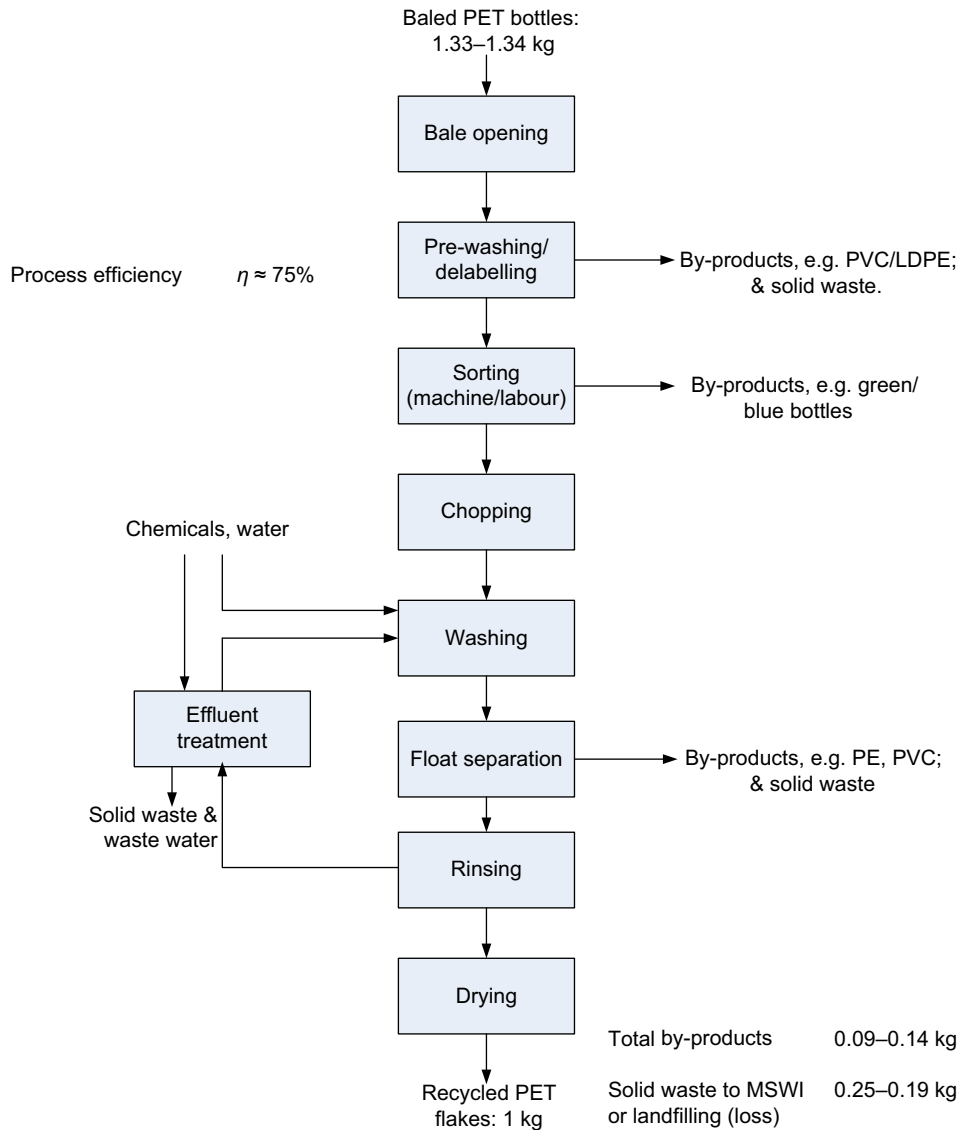 Baled PET bottles:
1.33–1.34 kg
Bale opening
Pre-washing/
delabelling
By-products, e.g. PVC/LDPE;
& solid waste.
Process efficiency η ≈ 75%
Sorting
(machine/labour)
By-products, e.g. green/
blue bottles
Chopping
Chemicals, water
Washing
Effluent
treatment
Float separation
By-products, e.g. PE, PVC;
& solid waste
Solid waste &
waste water
Rinsing
Drying
Total by-products 0.09–0.14 kg
Recycled PET
flakes: 1 kg
Solid waste to MSWI 0.25–0.19 kg
or landfilling (loss)